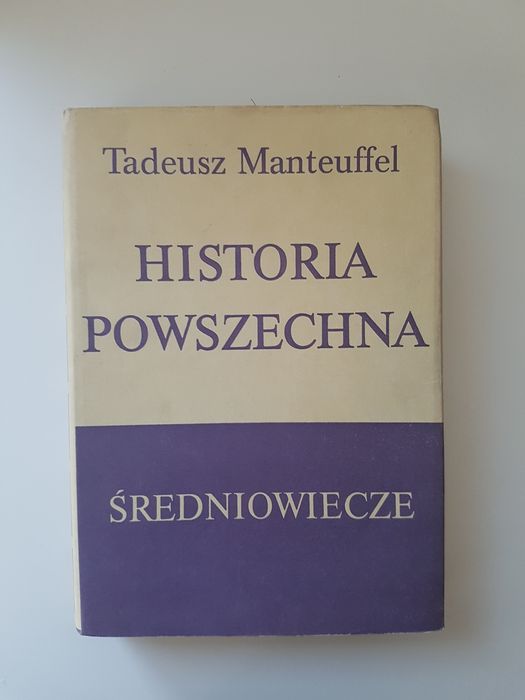 Tadeusz Manteuffel
HISTORIA
POWSZECHNA
ŚREDNIOWIECZE